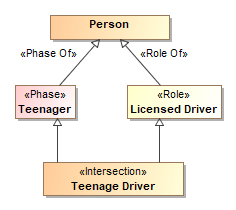 Person
«Phase Of»
«Role Of»
«Phase»
Teenager
«Role»
Licensed Driver
«Intersection»
Teenage Driver